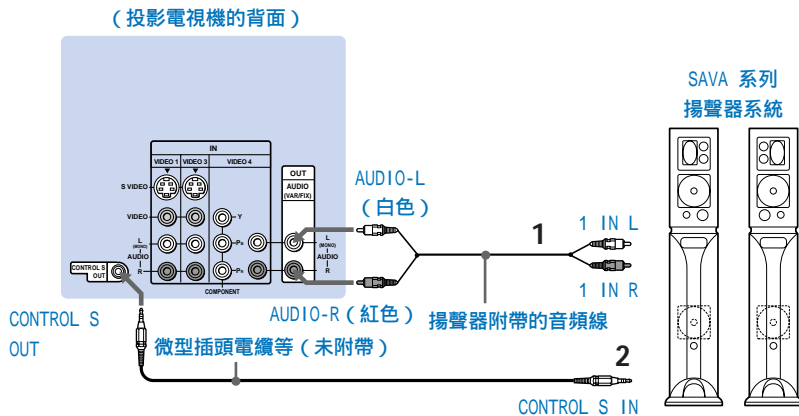 （投影電視機的背面）
SAVA 系列
揚聲器系統
IN
VIDEO 1 VIDEO 3 VIDEO 4
OUT
S VIDEO
AUDIO
(VAR/FIX)
AUDIO-L
（白色）
VIDEO
Y
1
1 IN L
L
(MONO)
AUDIO
R
PB
PR
L
(MONO)
AUDIO
R
CONTROL S
OUT
COMPONENT
1 IN R
AUDIO-R（紅色）
揚聲器附帶的音頻線
CONTROL S
OUT
微型插頭電纜等（未附帶）
2
CONTROL S IN